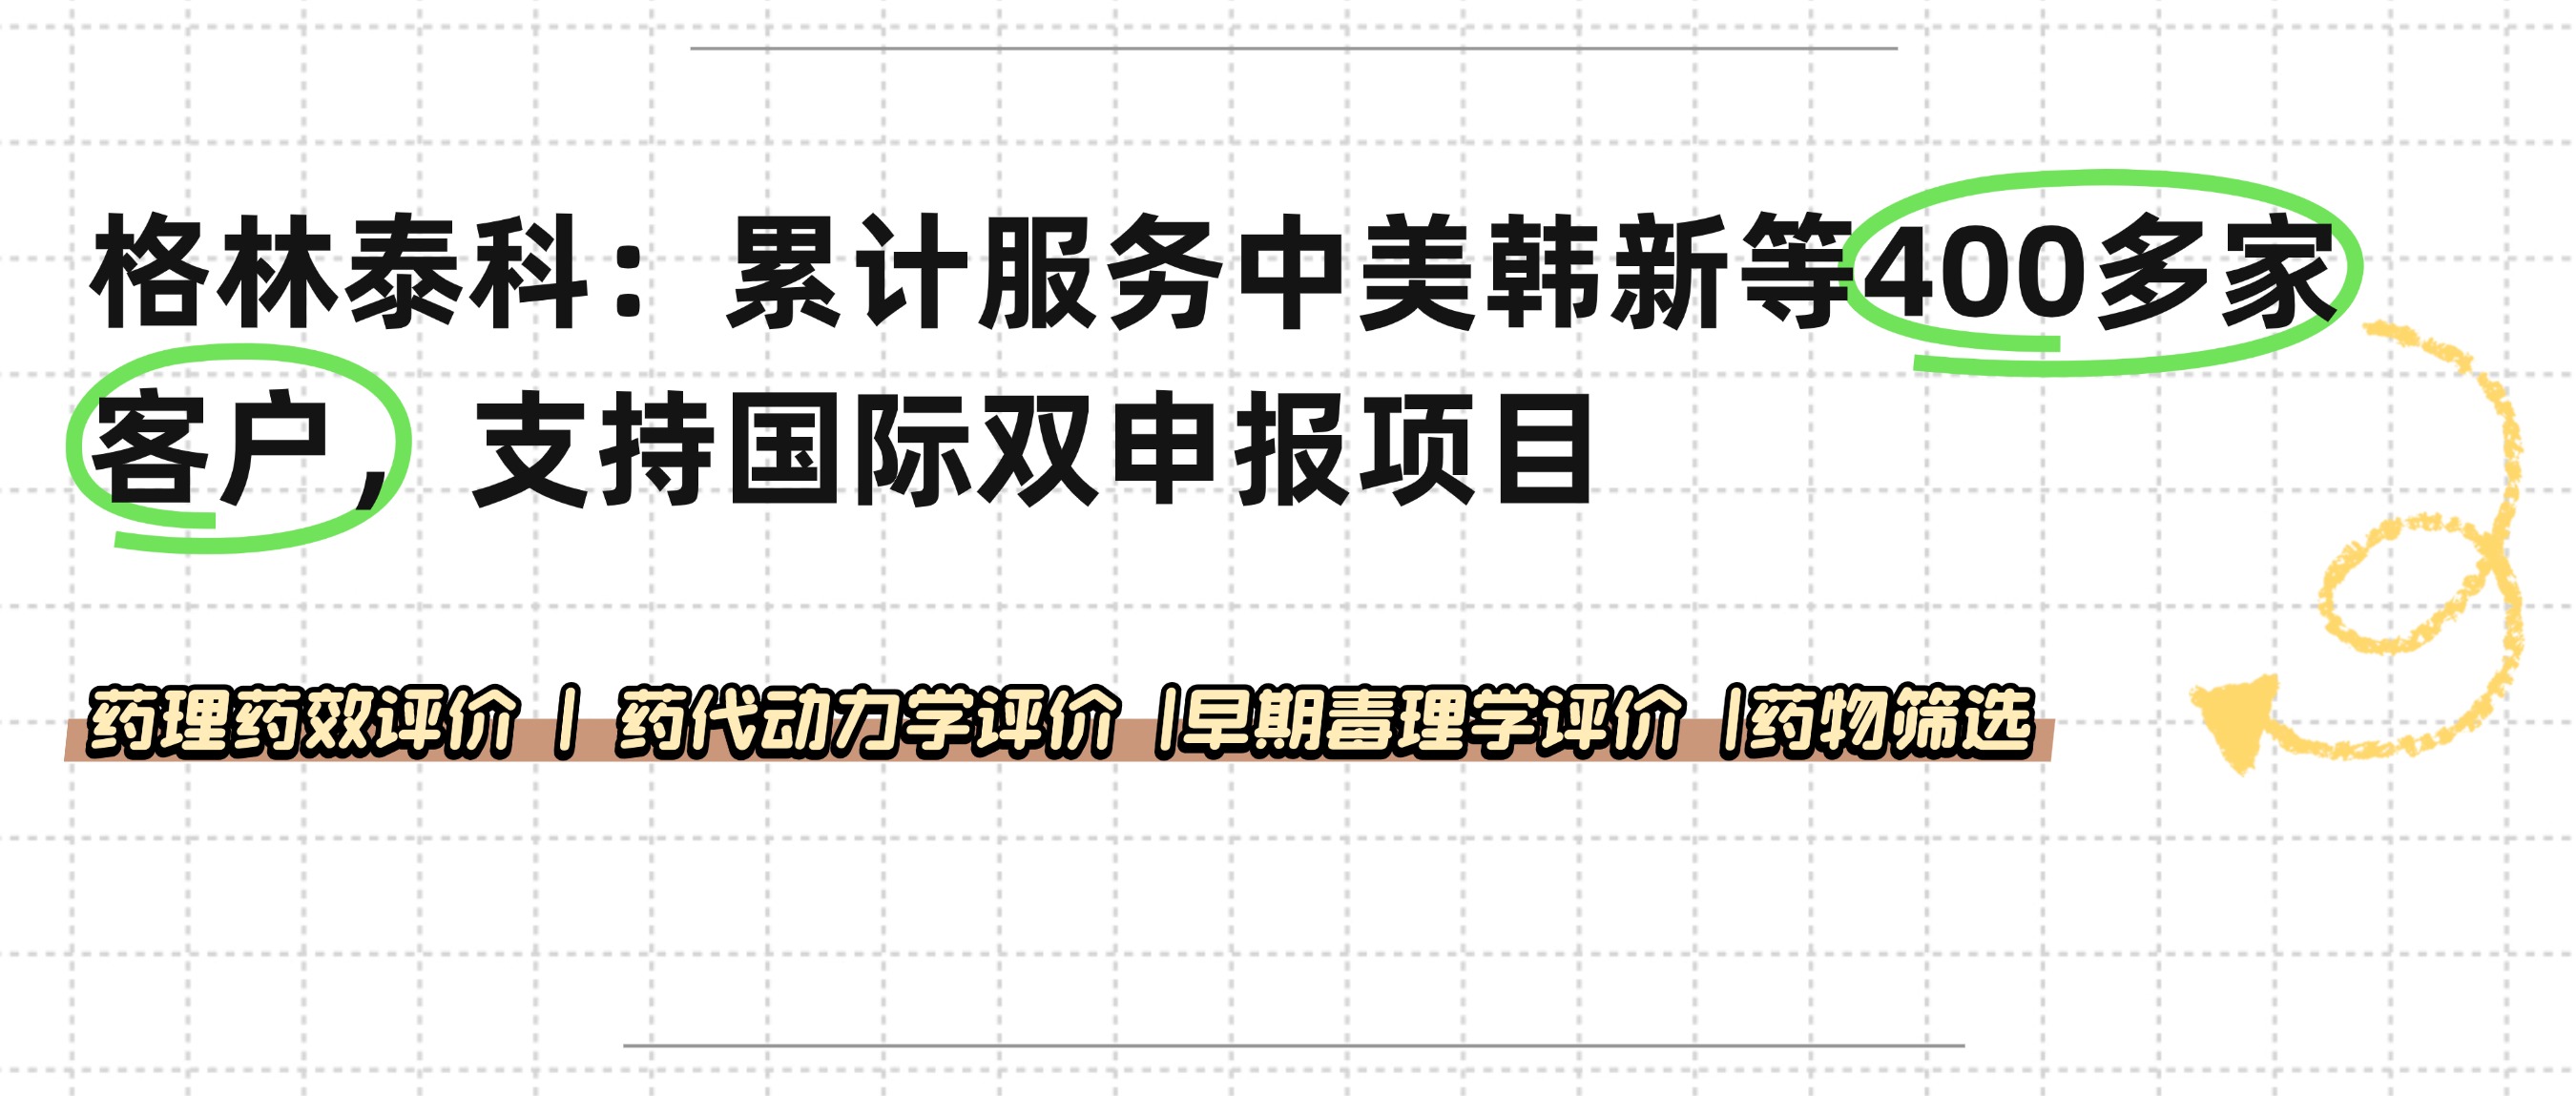 格林泰科：累计服务中美韩新等400多家
客户，支持国际双申报项目
药理药效评价 | 药代动力学评价 |早期毒理学评价 |药物筛选